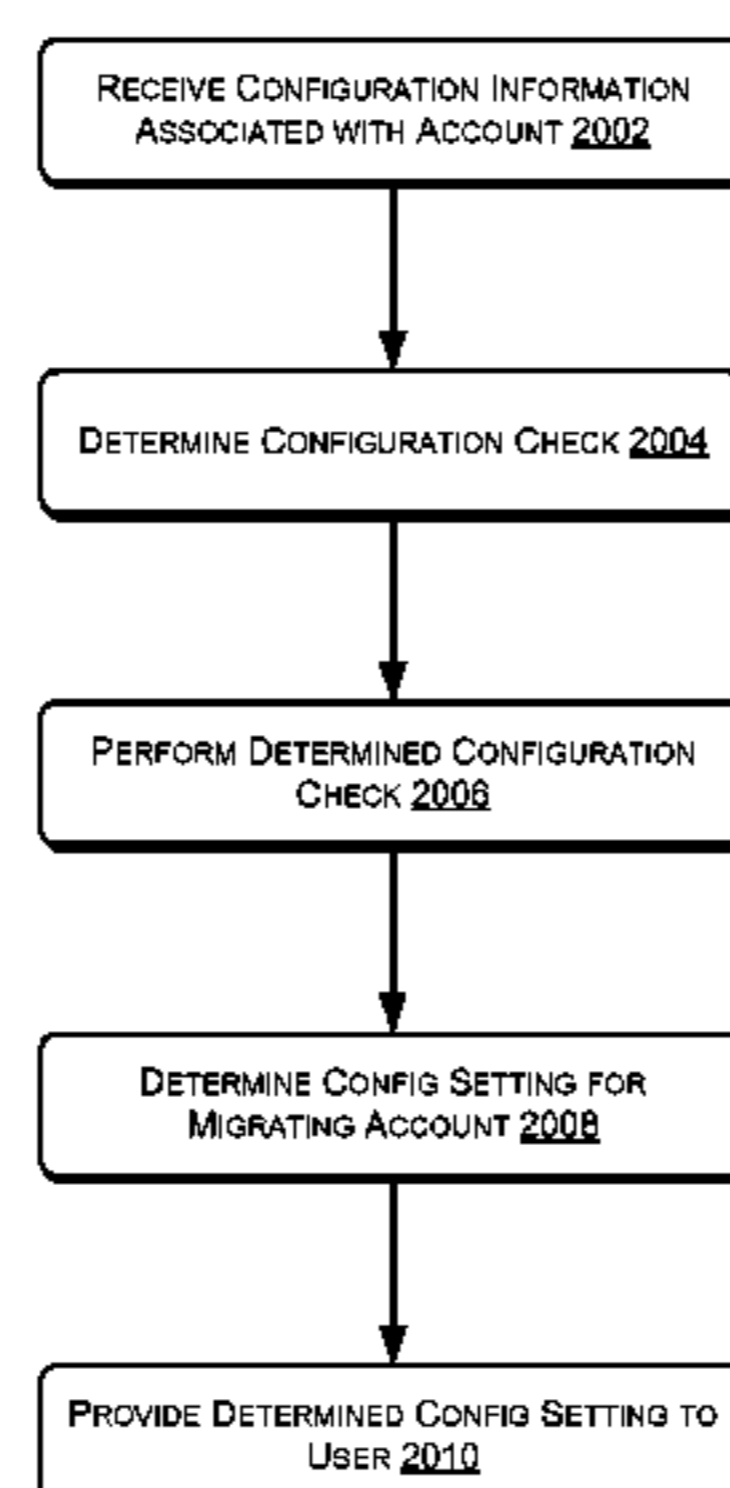 RECEIVE CONFIGURATION INFORMATION
ASSOCIATED WITH ACCOUNT 2002
DETERMINE CONFIGURATION CHECK 2004
PERFORM DETERMINED CONFIGURATION
CHECK 2006
DETERMINE CONFIG SETTING FOR
MIGRATING ACCOUNT 2008
PROVIDE DETERMINED CONFIG SETTING TO
USER 2010